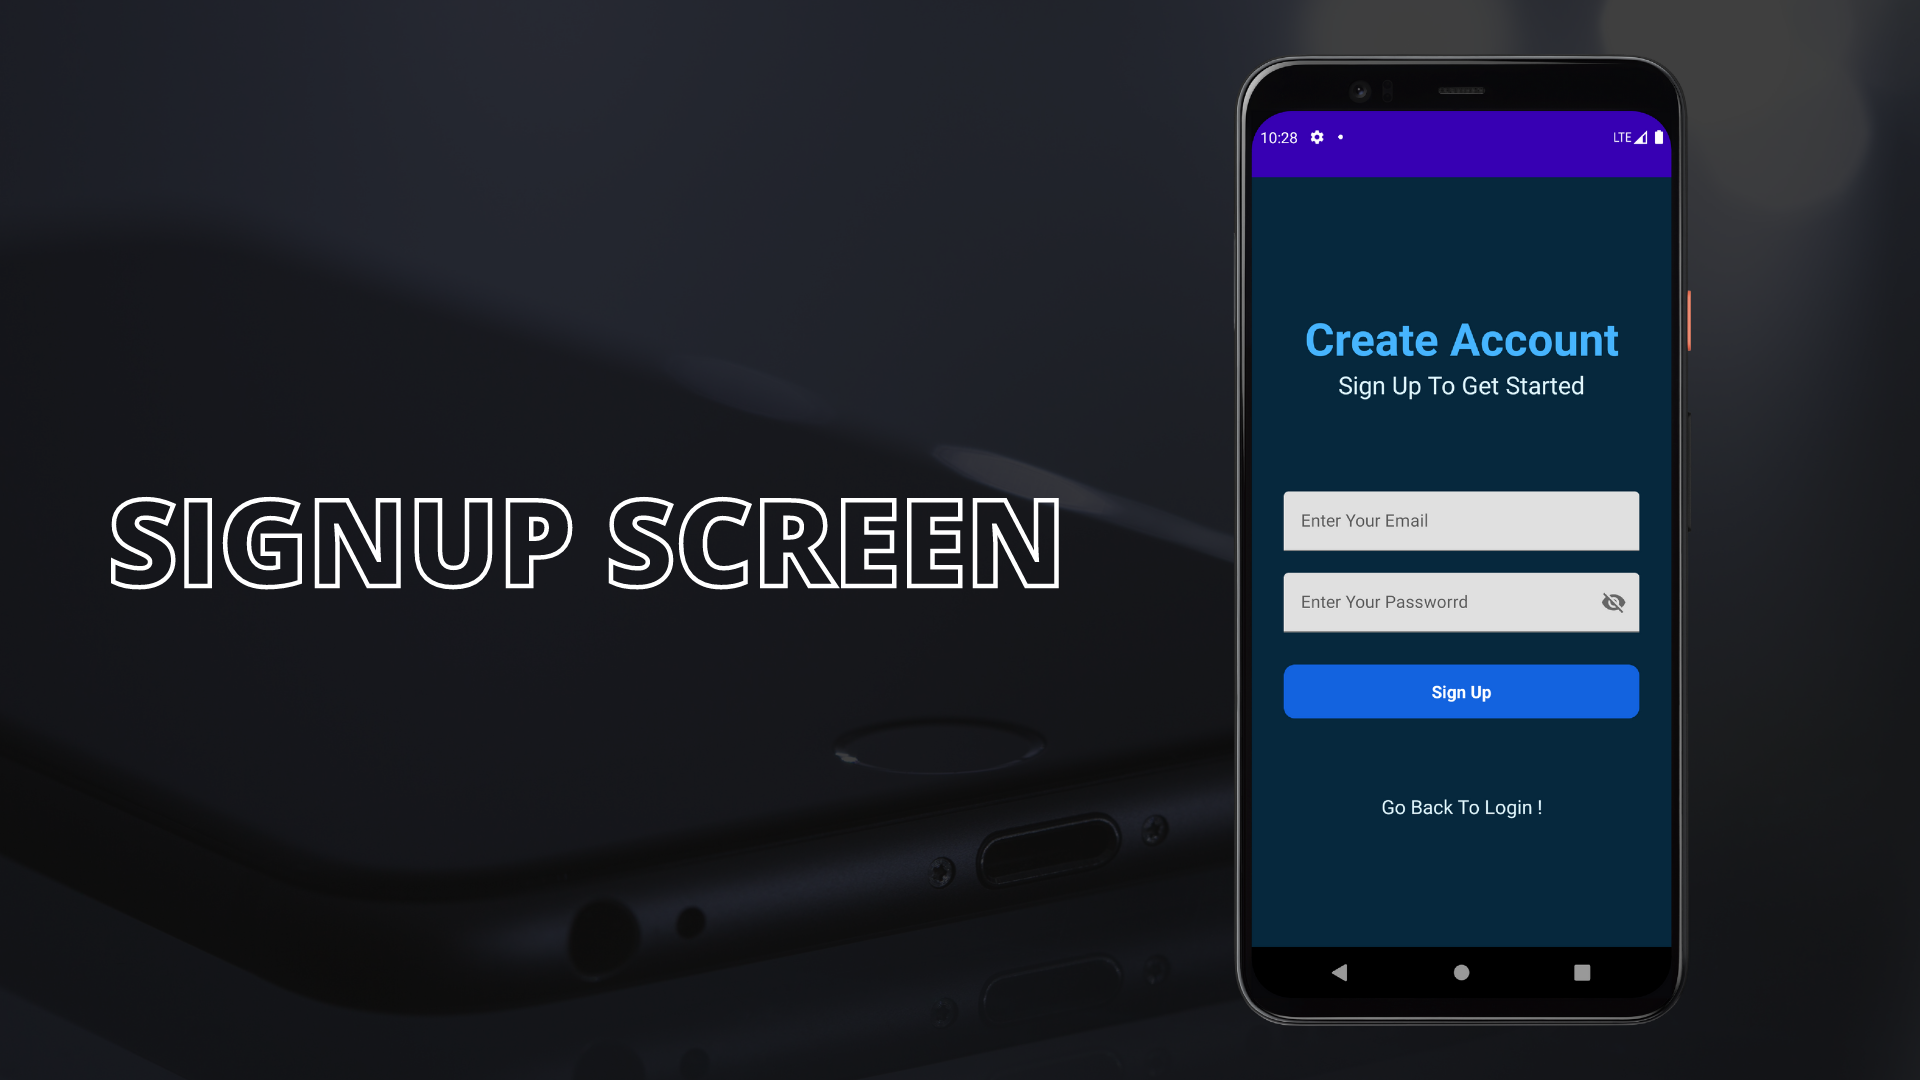 SIGNUP SCREEN
10:28
LTE
Create Account
Sign Up To Get Started
Enter Your Email
Enter Your Passworrd
Sign Up
Go Back To Login !